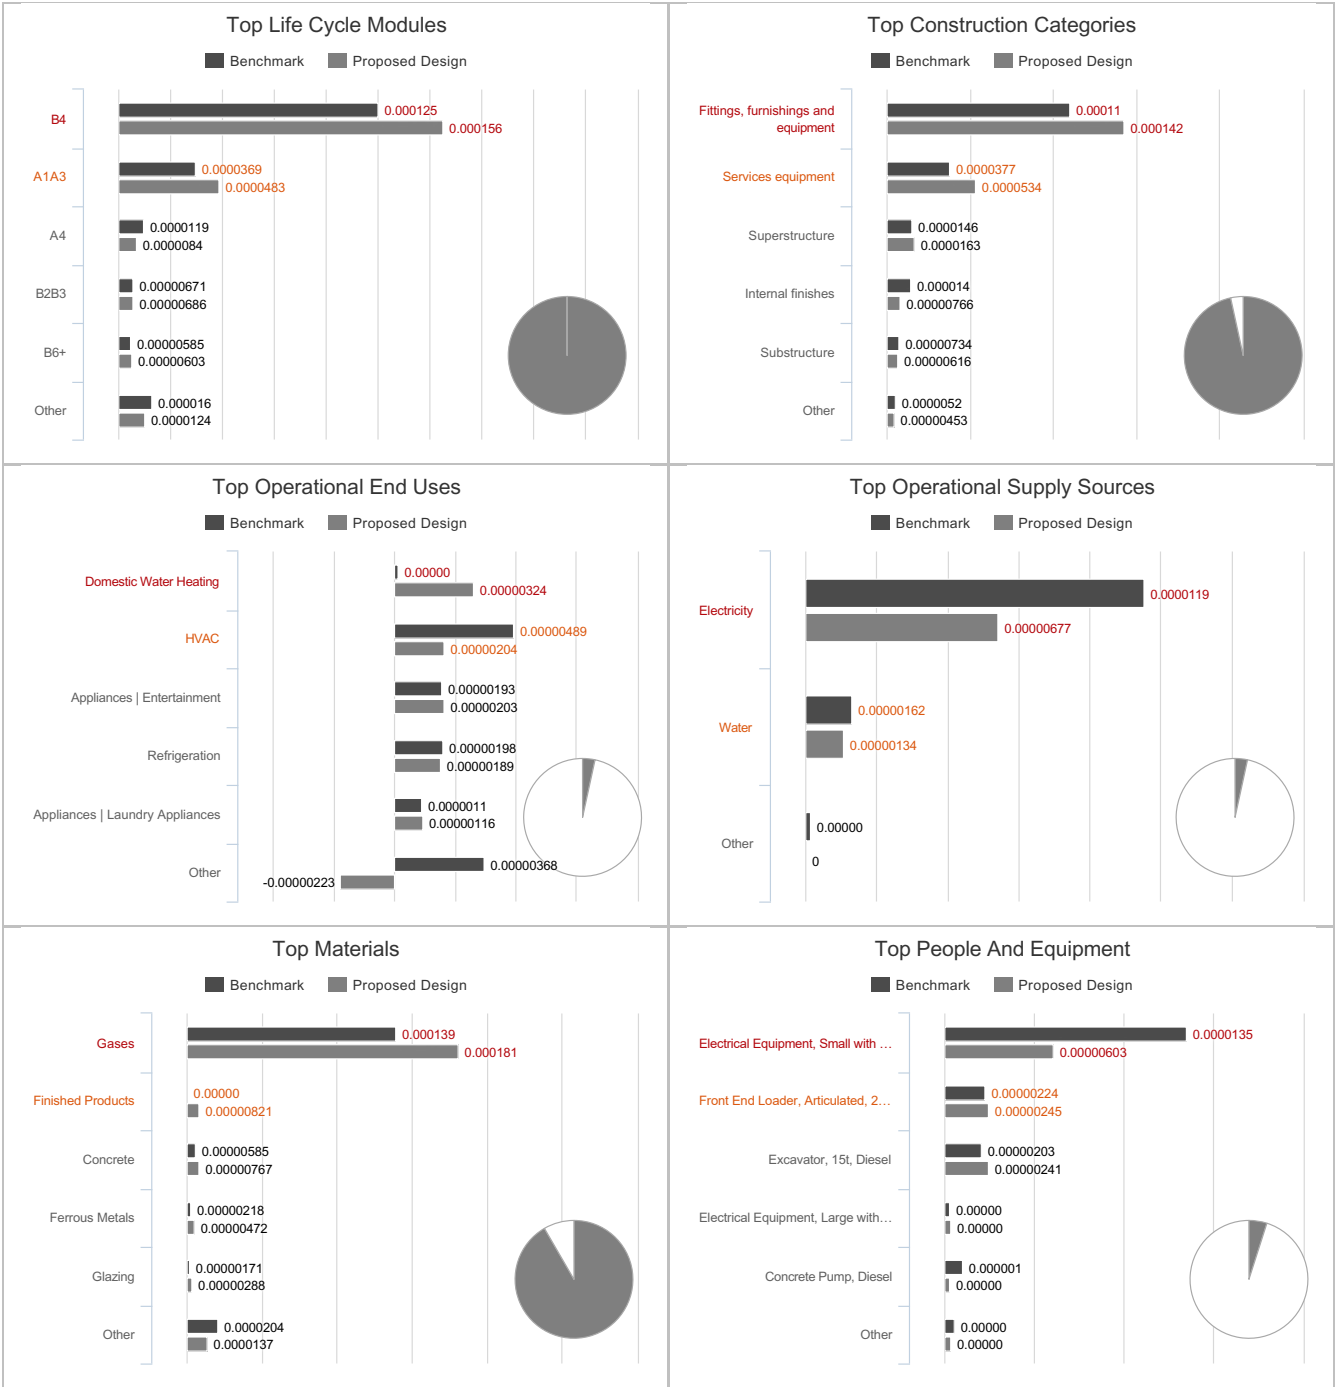 Top Life Cycle Modules
Benchmark Proposed Design
B4
0.000125
0.000156
A1A3
0.0000369
0.0000483
A4
0.0000119
0.0000084
B2B3
0.00000671
0.00000686
B6+
0.00000585
0.00000603
Other
0.000016
0.0000124
Top Construction Categories
Benchmark Proposed Design
Fittings, furnishings and
equipment
0.00011
0.000142
Services equipment
0.0000377
0.0000534
Superstructure
0.0000146
0.0000163
Internal finishes
0.000014
0.00000766
Substructure
0.00000734
0.00000616
Other
0.0000052
0.00000453
Top Operational End Uses
Benchmark Proposed Design
Domestic Water Heating
0.00000
0.00000324
HVAC
0.00000489
0.00000204
Appliances | Entertainment
0.00000193
0.00000203
Refrigeration
0.00000198
0.00000189
Appliances | Laundry Appliances
0.0000011
0.00000116
Other
0.00000368
-0.00000223
Top Operational Supply Sources
Benchmark Proposed Design
Electricity
0.0000119
0.00000677
Water
0.00000162
0.00000134
Other
0.00000
0
Top Materials
Benchmark Proposed Design
Gases
0.000139
0.000181
Finished Products
0.00000
0.00000821
Concrete
0.00000585
0.00000767
Ferrous Metals
0.00000218
0.00000472
Glazing
0.00000171
0.00000288
Other
0.0000204
0.0000137
Top People And Equipment
Benchmark Proposed Design
Electrical Equipment, Small with ...
0.0000135
0.00000603
Front End Loader, Articulated, 2...
0.00000224
0.00000245
Excavator, 15t, Diesel
0.00000203
0.00000241
Electrical Equipment, Large with...
0.00000
0.00000
Concrete Pump, Diesel
0.000001
0.00000
Other
0.00000
0.00000